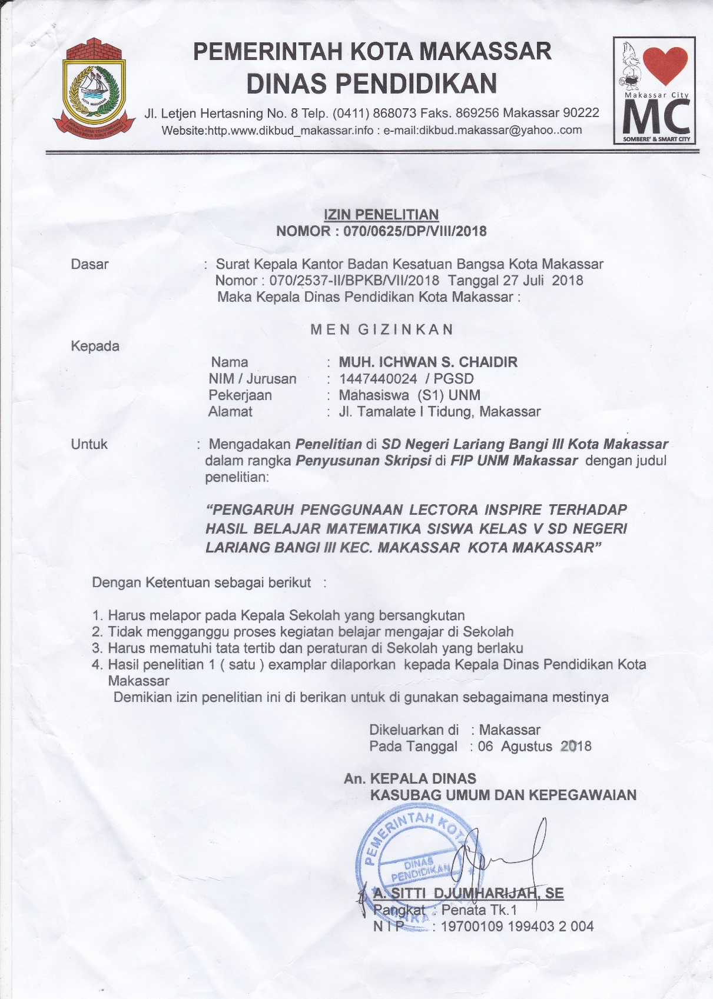 PEMERINTAH KOTA MAKASSAR
DINAS PENDIDIKAN
Jl. Letjen Hertasning No. 8 Telp. (0411) 868073 Faks. 869256 Makassar 90222
Website:http.www.dikbud_makassar.info : e-mail:dikbud.makassar@yahoo..com
KOTA MAKASSAR
Makassar City
MC
SOMBERE' & SMART CITY
IZIN PENELITIAN
NOMOR : 070/0625/DP/VIII/2018
Dasar : Surat Kepala Kantor Badan Kesatuan Bangsa Kota Makassar
Nomor : 070/2537-II/BPKB/VII/2018 Tanggal 27 Juli 2018
Maka Kepala Dinas Pendidikan Kota Makassar :
M E N G I Z I N K A N
Kepada
Nama : MUH. ICHWAN S. CHAIDIR
NIM / Jurusan : 1447440024 / PGSD
Pekerjaan : Mahasiswa (S1) UNM
Alamat : Jl. Tamalate I Tidung, Makassar
Untuk : Mengadakan Penelitian di SD Negeri Lariang Bangi III Kota Makassar
dalam rangka Penyusunan Skripsi di FIP UNM Makassar dengan judul
penelitian:
“PENGARUH PENGGUNAAN LECTORA INSPIRE TERHADAP
HASIL BELAJAR MATEMATIKA SISWA KELAS V SD NEGERI
LARIANG BANGI III KEC. MAKASSAR KOTA MAKASSAR”
Dengan Ketentuan sebagai berikut :
1. Harus melapor pada Kepala Sekolah yang bersangkutan
2. Tidak mengganggu proses kegiatan belajar mengajar di Sekolah
3. Harus mematuhi tata tertib dan peraturan di Sekolah yang berlaku
4. Hasil penelitian 1 ( satu ) examplar dilaporkan kepada Kepala Dinas Pendidikan Kota
Makassar
Demikian izin penelitian ini di berikan untuk di gunakan sebagaimana mestinya
Dikeluarkan di : Makassar
Pada Tanggal : 06 Agustus 2018
An. KEPALA DINAS
KASUBAG UMUM DAN KEPEGAWAIAN
PEMERINTAH KOTA
DINAS
PENDIDIKAN
A. SITTI DJUMHARIJAH, SE
Pangkat : Penata Tk.1
N I P : 19700109 199403 2 004